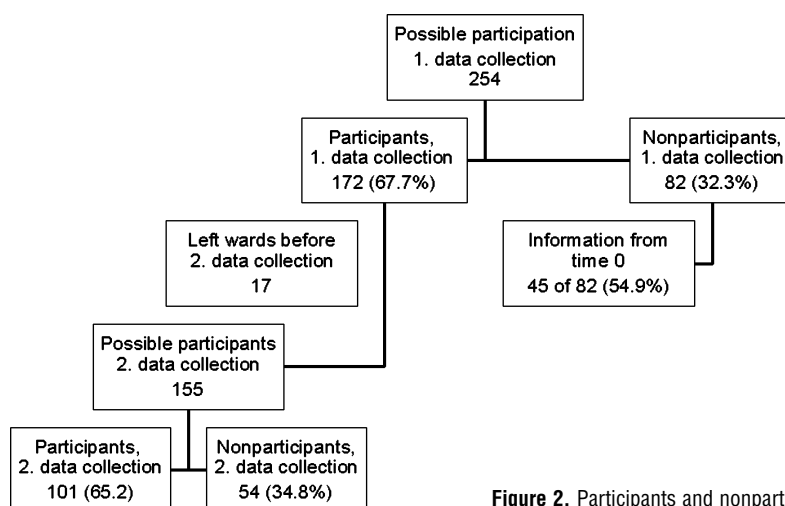 Possible participation
1. data collection
254
Participants,
1. data collection
172 (67.7%)
Nonparticipants,
1. data collection
82 (32.3%)
Left wards before
2. data collection
17
Information from
time 0
45 of 82 (54.9%)
Possible participants
2. data collection
155
Participants,
2. data collection
101 (65.2)
Nonparticipants,
2. data collection
54 (34.8%)
Figure 2. Participants and nonpart